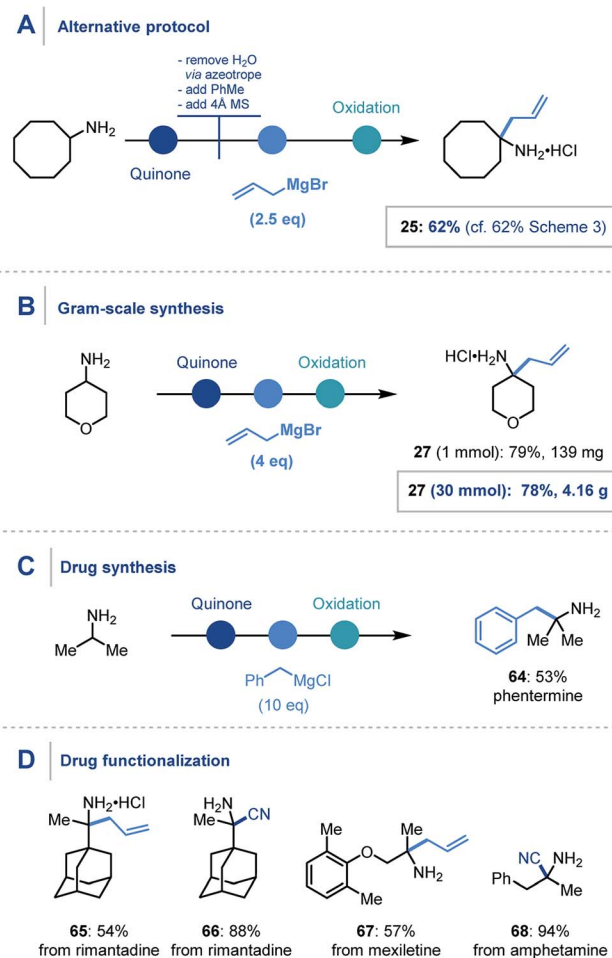 A Alternative protocol
- remove H2O
via azeotrope
- add PhMe
- add 4Å MS
Oxidation
NH2
Quinone
MgBr
(2.5 eq)
NH2•HCl
25: 62% (cf. 62% Scheme 3)
B Gram-scale synthesis
NH2
O
Quinone
Oxidation
MgBr
(4 eq)
HCl•H2N
O
27 (1 mmol): 79%, 139 mg
27 (30 mmol): 78%, 4.16 g
C Drug synthesis
NH2
Me Me
Quinone
Oxidation
Ph MgCl
(10 eq)
NH2
Me Me
64: 53%
phentermine
D Drug functionalization
NH2•HCl
Me
65: 54%
from rimantadine
H2N
Me CN
66: 88%
from rimantadine
Me
O
Me
NH2
Me
67: 57%
from mexiletine
NC NH2
Ph Me
68: 94%
from amphetamine